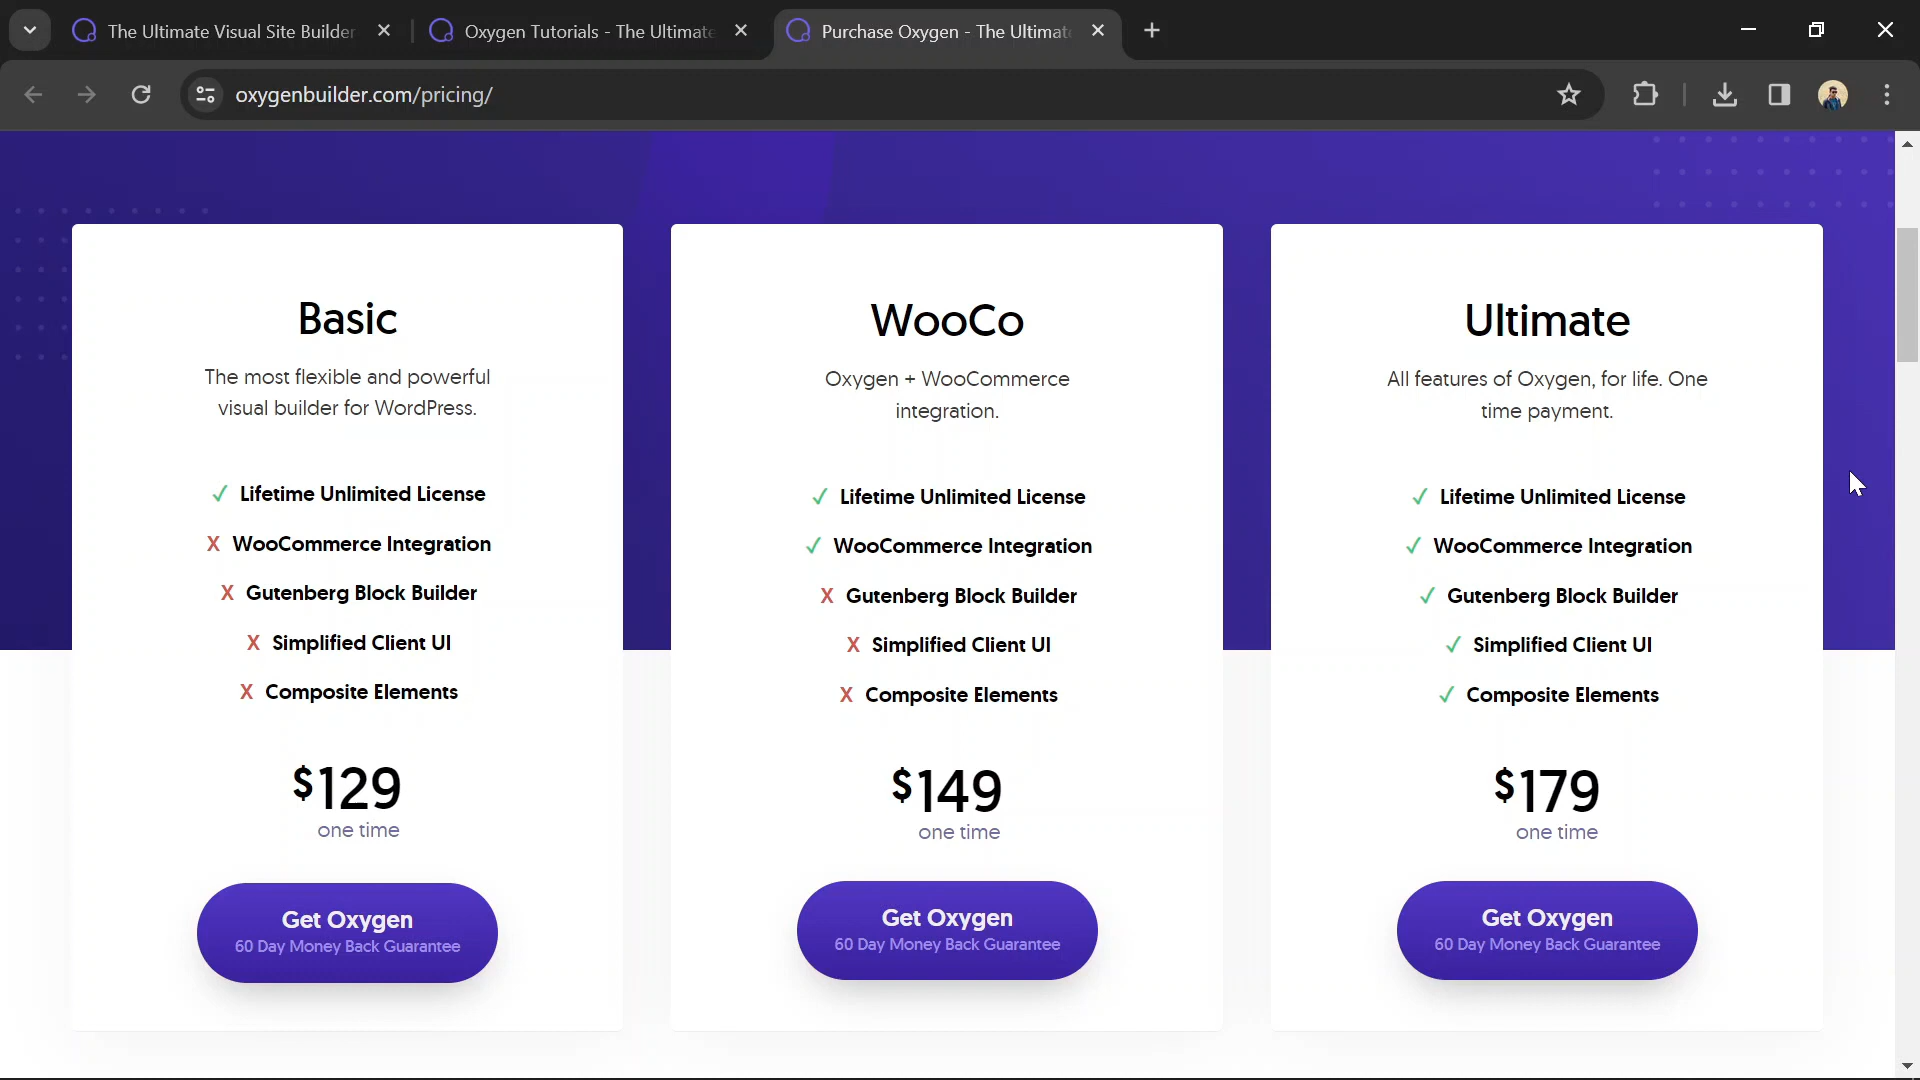 The Ultimate Visual Site Builder
Oxygen Tutorials - The Ultimate
Purchase Oxygen - The Ultimat
oxygenbuilder.com/pricing/
Basic
The most flexible and powerful
visual builder for WordPress.
✓ Lifetime Unlimited License
X WooCommerce Integration
X Gutenberg Block Builder
X Simplified Client UI
X Composite Elements
$129
one time
Get Oxygen
60 Day Money Back Guarantee
WooCo
Oxygen + WooCommerce
integration.
✓ Lifetime Unlimited License
✓ WooCommerce Integration
X Gutenberg Block Builder
X Simplified Client UI
X Composite Elements
$149
one time
Get Oxygen
60 Day Money Back Guarantee
Ultimate
All features of Oxygen, for life. One
time payment.
✓ Lifetime Unlimited License
✓ WooCommerce Integration
✓ Gutenberg Block Builder
✓ Simplified Client UI
✓ Composite Elements
$179
one time
Get Oxygen
60 Day Money Back Guarantee